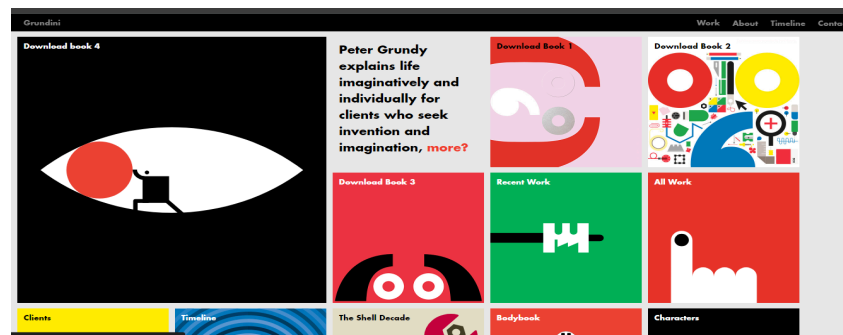 Grundini
Work About Timeline
Download book 4
Peter Grundy
explains life
imaginatively and
individually for
clients who seek
invention and
imagination, more?
Download Book 1
Download Book 2
Download Book 3
Recent Work
All Work
Clients
Timeline
The Shell Decade
Bodybook
Characters